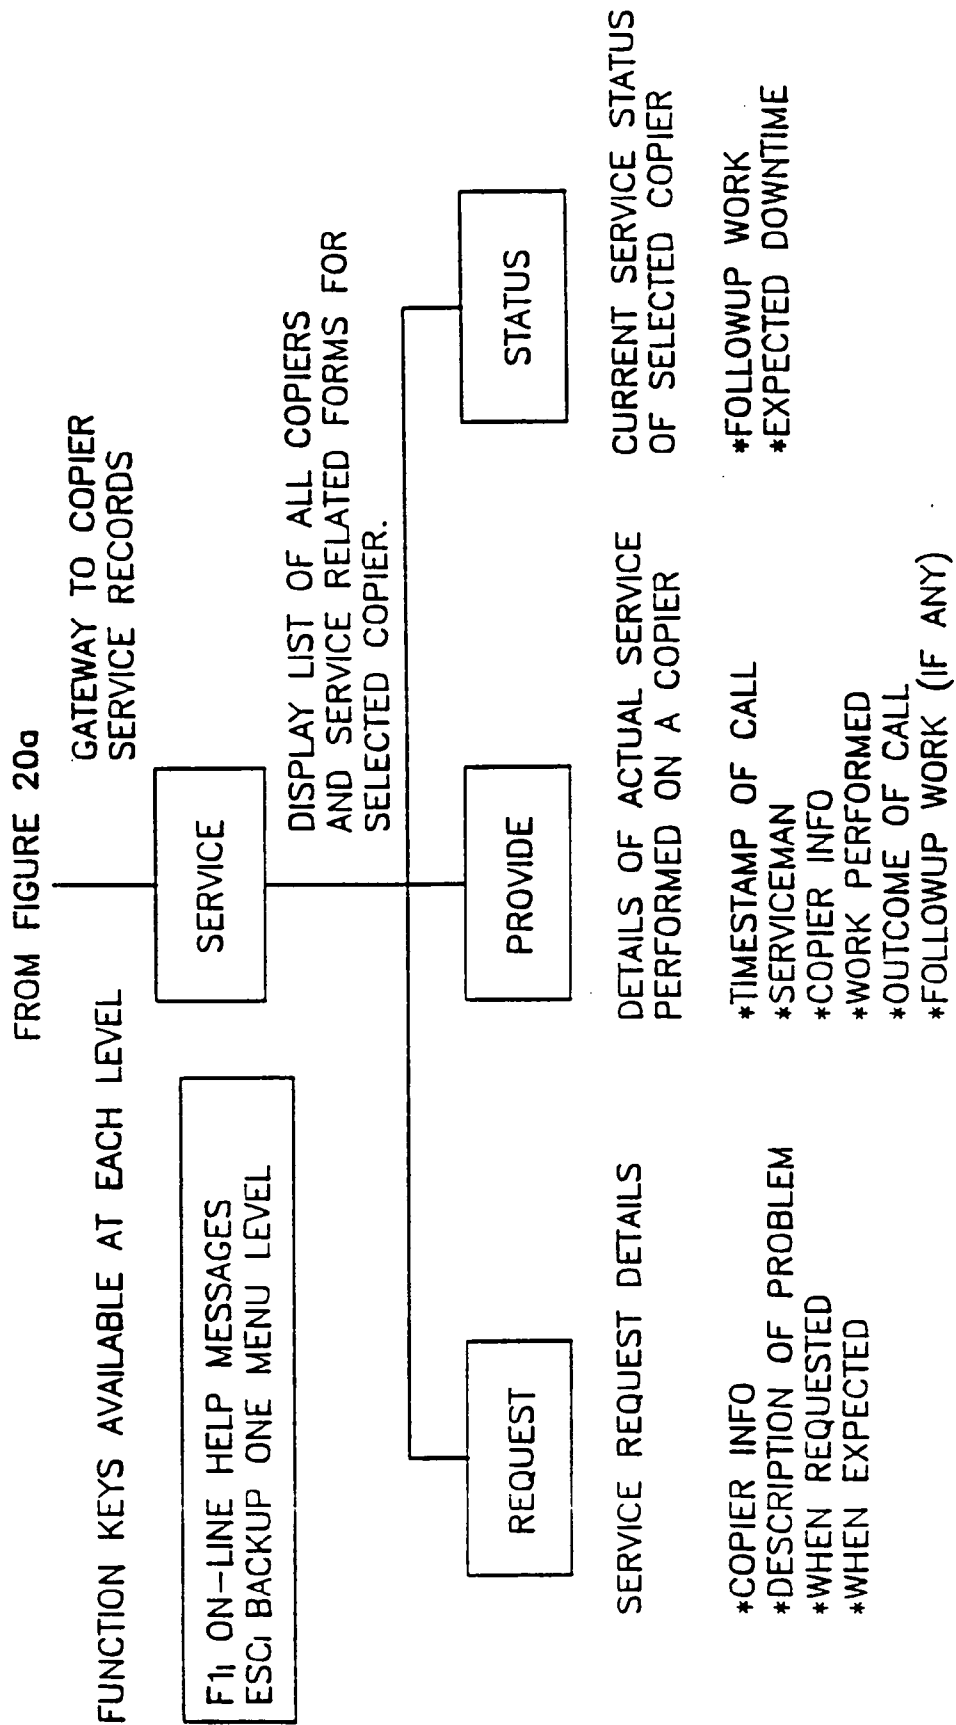 FROM FIGURE 20a
FUNCTION KEYS AVAILABLE AT EACH LEVEL
F1: ON-LINE HELP MESSAGES
ESC: BACKUP ONE MENU LEVEL
GATEWAY TO COPIER
SERVICE RECORDS
SERVICE
DISPLAY LIST OF ALL COPIERS
AND SERVICE RELATED FORMS FOR
SELECTED COPIER.
REQUEST
SERVICE REQUEST DETAILS
*COPIER INFO
*DESCRIPTION OF PROBLEM
*WHEN REQUESTED
*WHEN EXPECTED
PROVIDE
DETAILS OF ACTUAL SERVICE
PERFORMED ON A COPIER
*TIMESTAMP OF CALL
*SERVICEMAN
*COPIER INFO
*WORK PERFORMED
*OUTCOME OF CALL
*FOLLOWUP WORK (IF ANY)
STATUS
CURRENT SERVICE STATUS
OF SELECTED COPIER
*FOLLOWUP WORK
*EXPECTED DOWNTIME